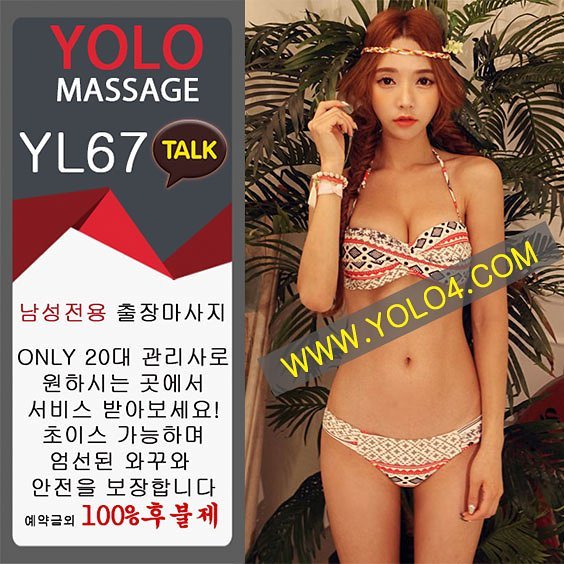 YOLO
MASSAGE
YL67 TALK
남성전용 출장마사지
ONLY 20대 관리사로
원하시는 곳에서
서비스 받아보세요!
초이스 가능하며
엄선된 와꾸와
안전을 보장합니다
예약금외 100%후불제
WWW.YOLO4.COM